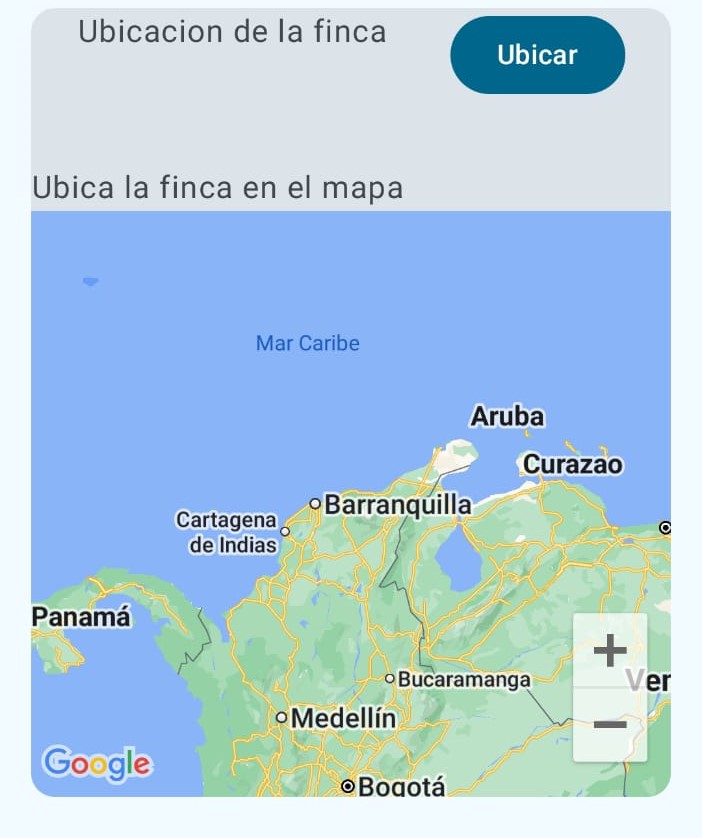 Ubicacion de la finca
Ubicar
Ubica la finca en el mapa
Mar Caribe
Aruba
Curazao
Barranquilla
Cartagena
de Indias
Panamá
Bucaramanga
Ver
Medellín
Google
Bogotá